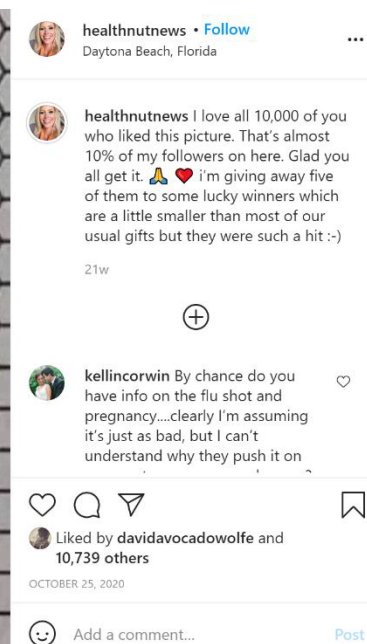 healthnutnews • Follow
Daytona Beach, Florida
healthnutnews I love all 10,000 of you
who liked this picture. That's almost
10% of my followers on here. Glad you
all get it. 🙏 ❤️ i'm giving away five
of them to some lucky winners which
are a little smaller than most of our
usual gifts but they were such a hit :-)
21w
kellincorwin By chance do you
have info on the flu shot and
pregnancy....clearly I'm assuming
it's just as bad, but I can't
understand why they push it on
Liked by davidavocadowolfe and
10,739 others
OCTOBER 25, 2020
Add a comment...
Post